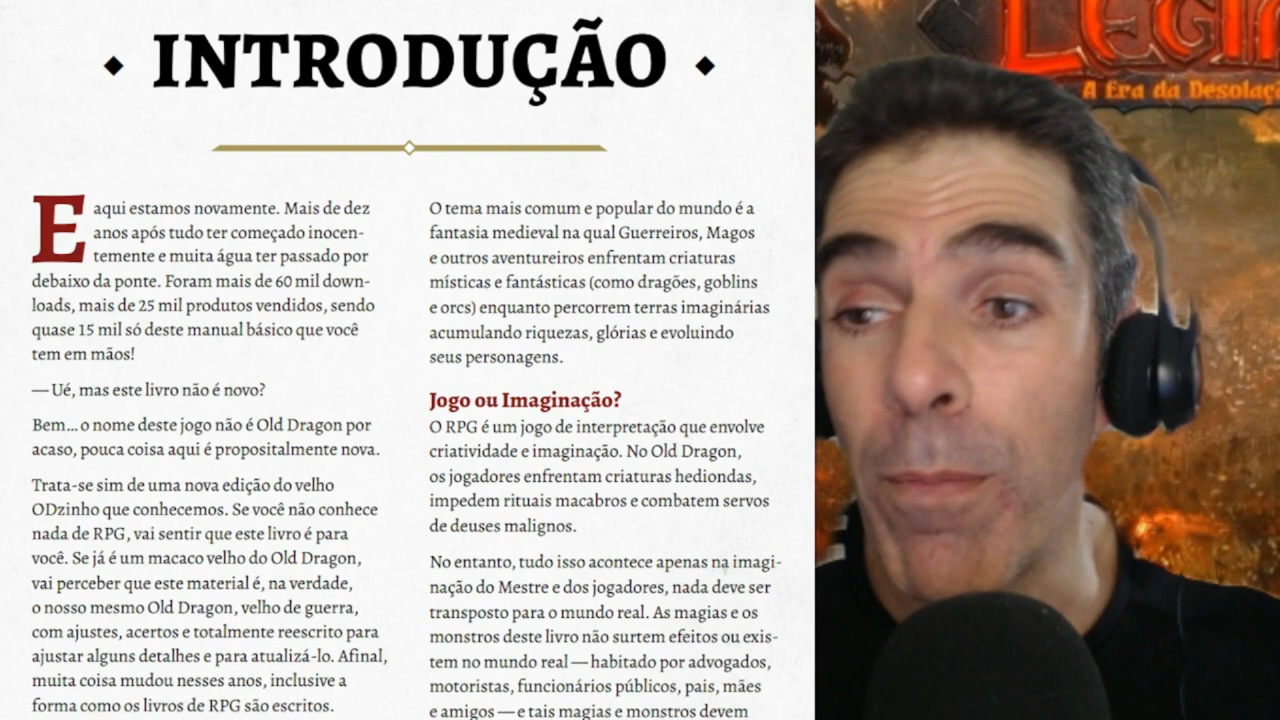 INTRODUÇÃO
E aqui estamos novamente. Mais de dez
anos após tudo ter começado inocen-
temente e muita água ter passado por
debaixo da ponte. Foram mais de 60 mil down-
loads, mais de 25 mil produtos vendidos, sendo
quase 15 mil só deste manual básico que você
tem em mãos!
— Ué, mas este livro não é novo?
Bem... o nome deste jogo não é Old Dragon por
acaso, pouca coisa aqui é propositalmente nova.
Trata-se sim de uma nova edição do velho
ODzinho que conhecemos. Se você não conhece
nada de RPG, vai sentir que este livro é para
você. Se já é um macaco velho do Old Dragon,
vai perceber que este material é, na verdade,
o nosso mesmo Old Dragon, velho de guerra,
com ajustes, acertos e totalmente reescrito para
ajustar alguns detalhes e para atualizá-lo. Afinal,
muita coisa mudou nesses anos, inclusive a
forma como os livros de RPG são escritos.
O tema mais comum e popular do mundo é a
fantasia medieval na qual Guerreiros, Magos
e outros aventureiros enfrentam criaturas
místicas e fantásticas (como dragões, goblins
e orcs) enquanto percorrem terras imaginárias
acumulando riquezas, glórias e evoluindo
seus personagens.
Jogo ou Imaginação?
O RPG é um jogo de interpretação que envolve
criatividade e imaginação. No Old Dragon,
os jogadores enfrentam criaturas hediondas,
impedem rituais macabros e combatem servos
de deuses malignos.
No entanto, tudo isso acontece apenas na imagi-
nação do Mestre e dos jogadores, nada deve ser
transposto para o mundo real. As magias e os
monstros deste livro não surtem efeitos ou exis-
tem no mundo real — habitado por advogados,
motoristas, funcionários públicos, pais, mães
e amigos — e tais magias e monstros devem
A Era da Desolaç